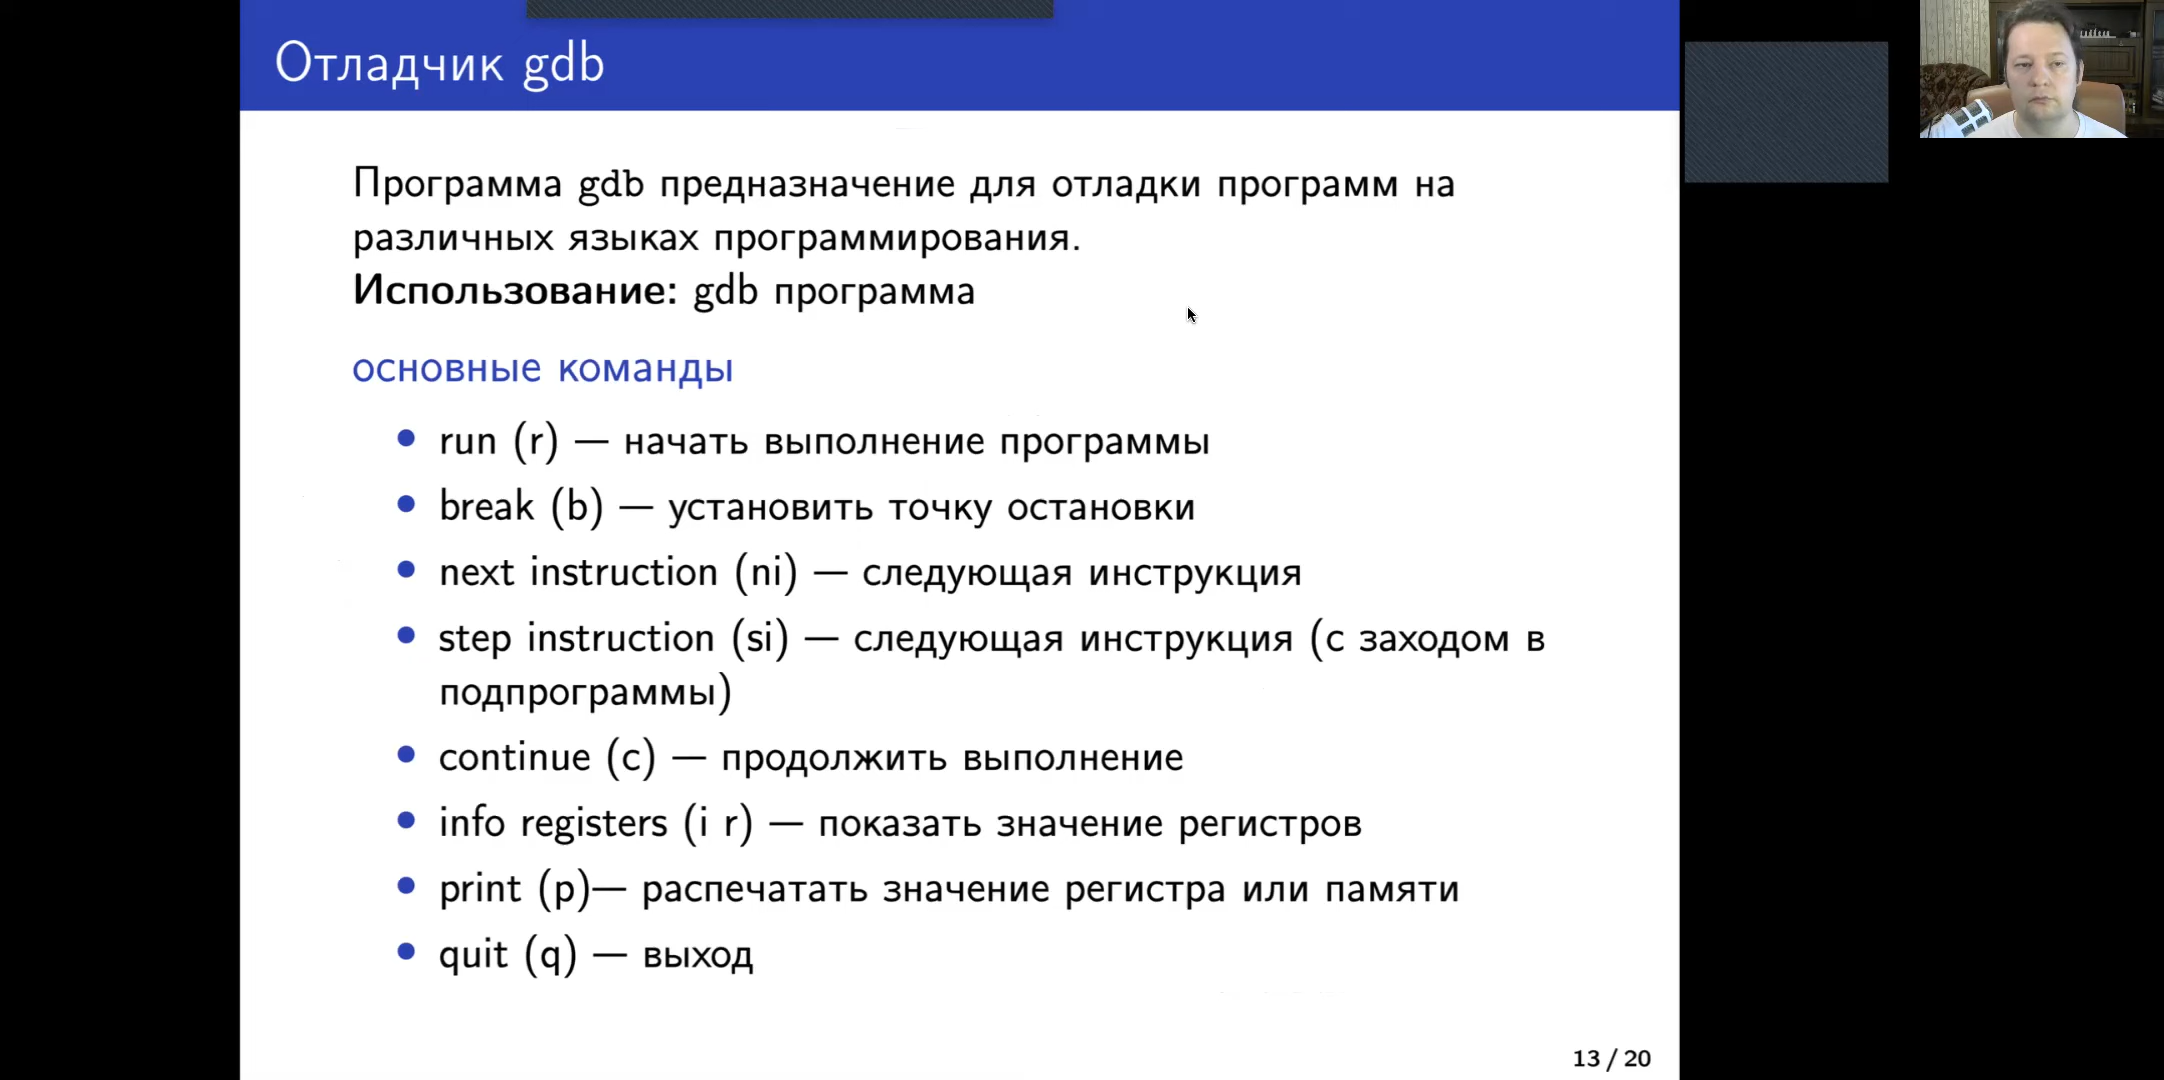 Отладчик gdb
Программа gdb предназначение для отладки программ на
различных языках программирования.
Использование: gdb программа
основные команды
• run (r) — начать выполнение программы
• break (b) — установить точку остановки
• next instruction (ni) — следующая инструкция
• step instruction (si) — следующая инструкция (с заходом в
подпрограммы)
• continue (c) — продолжить выполнение
• info registers (i r) — показать значение регистров
• print (p)— распечатать значение регистра или памяти
• quit (q) — выход
13 / 20